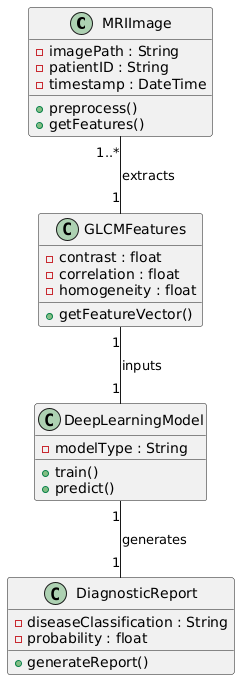 C MRIImage
imagePath : String
patientID : String
timestamp : DateTime
preprocess()
getFeatures()
1..*
extracts
1
C GLCMFeatures
contrast : float
correlation : float
homogeneity : float
getFeatureVector()
1
inputs
1
C DeepLearningModel
modelType : String
train()
predict()
1
generates
1
C DiagnosticReport
diseaseClassification : String
probability : float
generateReport()